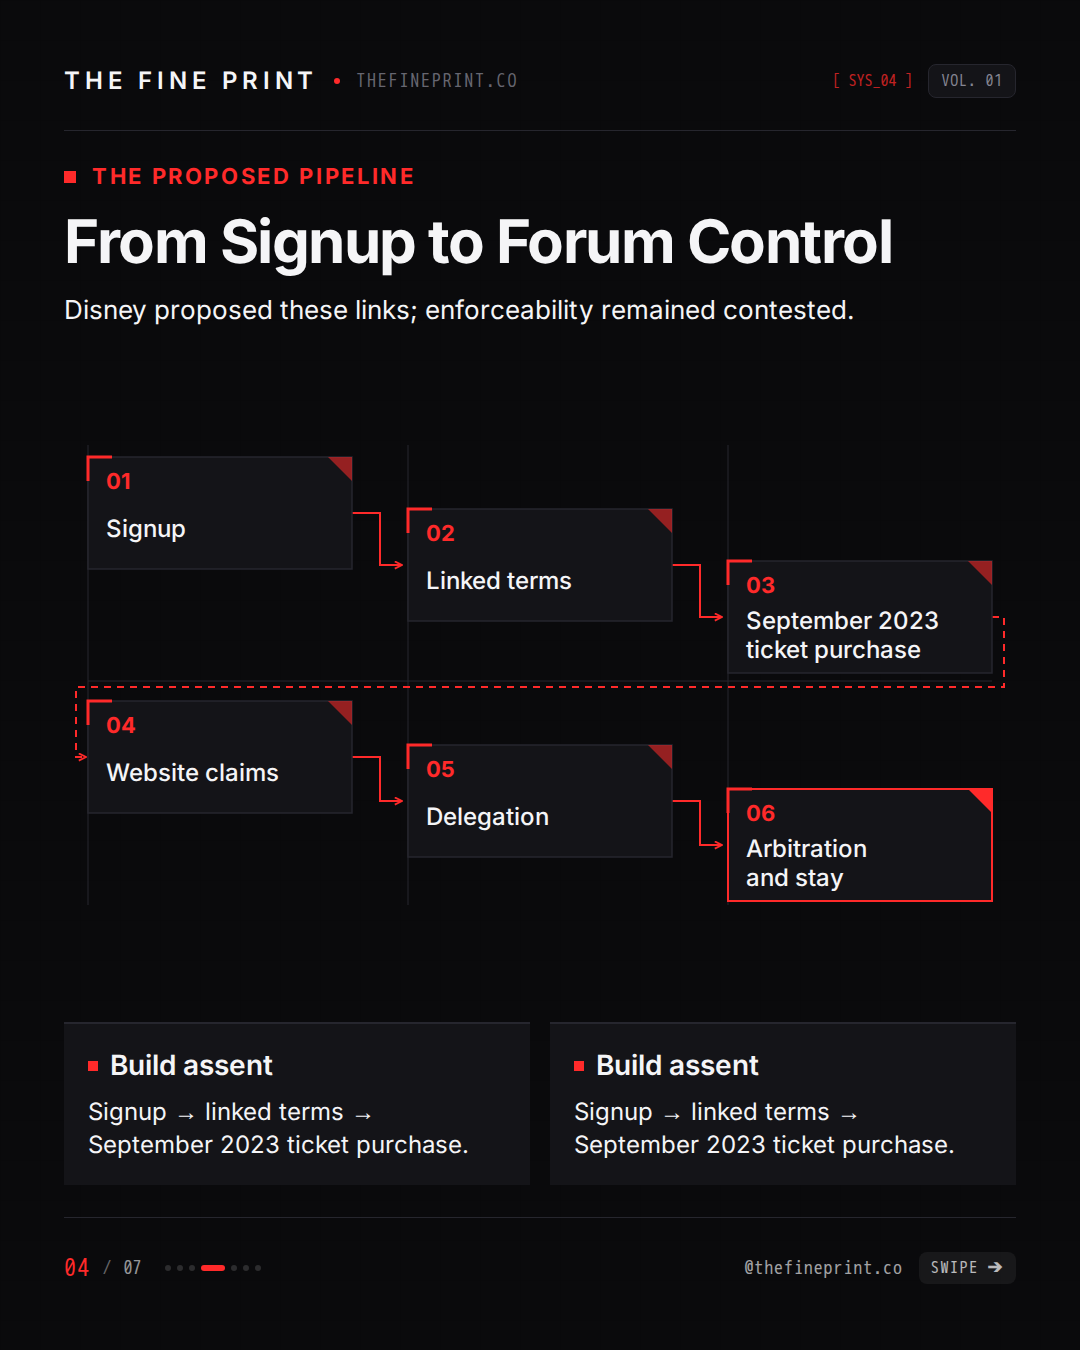 THE FINE PRINT • THEFINEPRINT.CO
[ SYS_04 ] VOL. 01
THE PROPOSED PIPELINE
From Signup to Forum Control
Disney proposed these links; enforceability remained contested.
01
Signup
02
Linked terms
03
September 2023
ticket purchase
04
Website claims
05
Delegation
06
Arbitration
and stay
Build assent
Signup → linked terms →
September 2023 ticket purchase.
Build assent
Signup → linked terms →
September 2023 ticket purchase.
04 / 07
@thefineprint.co SWIPE ➔